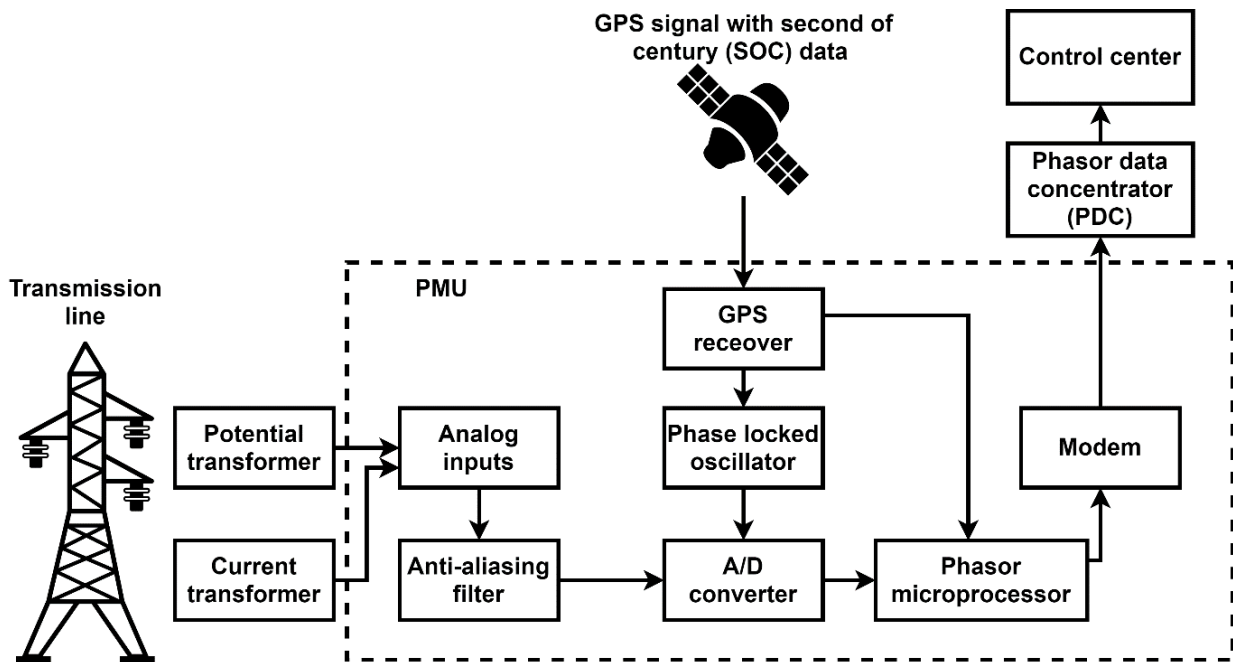 GPS signal with second of
century (SOC) data
Control center
Phasor data
concentrator
(PDC)
Transmission
line
PMU
GPS
receover
Potential
transformer
Analog
inputs
Phase locked
oscillator
Modem
Current
transformer
Anti-aliasing
filter
A/D
converter
Phasor
microprocessor